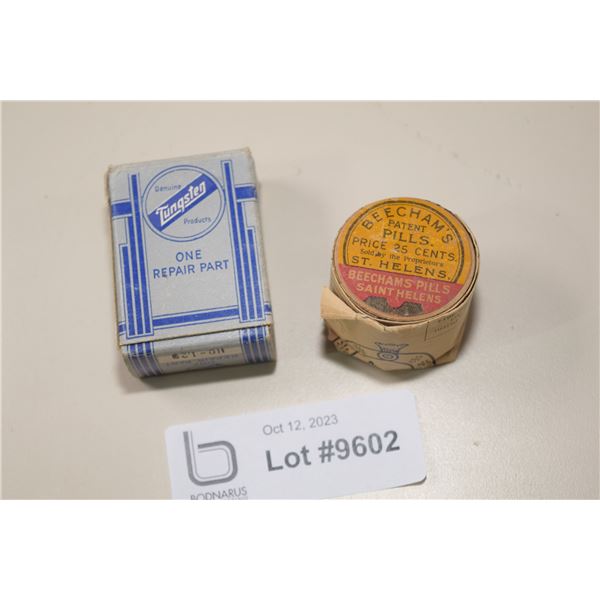 Genuine
Tungsten
Products
ONE
REPAIR PART
BEECHAM'S
PATENT
PILLS.
PRICE 25 CENTS.
Sold by the Proprietors
ST. HELENS.
BEECHAMS PILLS
SAINT HELENS
Oct 12, 2023
Lot #9602
BODNARUS